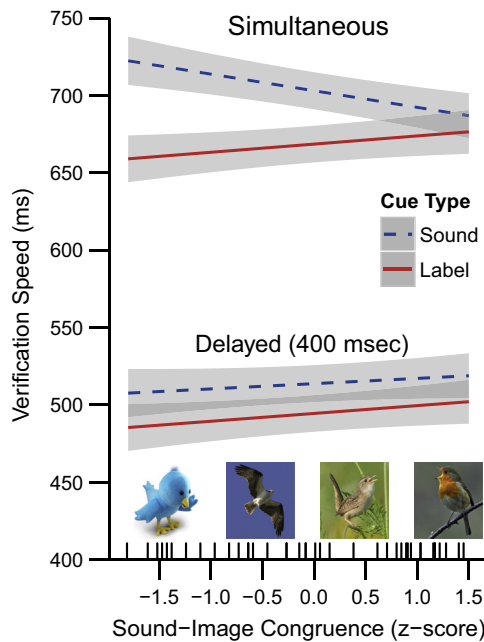 750
Simultaneous
700
650
Cue Type
Sound
Label
600
550
Delayed (400 msec)
500
450
400
−1.5 −1.0 −0.5 0.0 0.5 1.0 1.5
Sound−Image Congruence (z−score)
Verification Speed (ms)